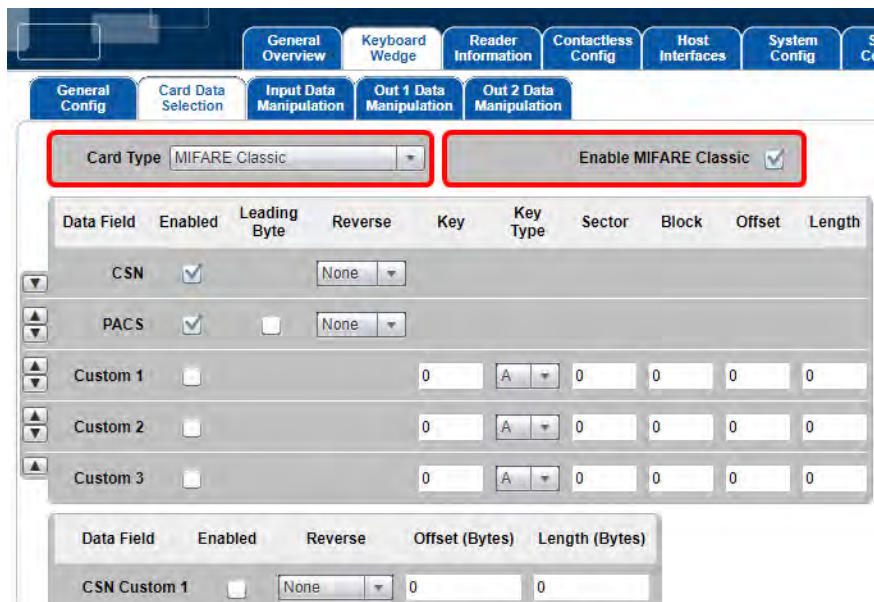 General Overview
Keyboard Wedge
Reader Information
Contactless Config
Host Interfaces
System Config
General Config
Card Data Selection
Input Data Manipulation
Out 1 Data Manipulation
Out 2 Data Manipulation
Card Type MIFARE Classic
Enable MIFARE Classic
Data Field Enabled Leading Byte Reverse Key Key Type Sector Block Offset Length
CSN None
PACS None
Custom 1 0 A 0 0 0 0
Custom 2 0 A 0 0 0 0
Custom 3 0 A 0 0 0 0
Data Field Enabled Reverse Offset (Bytes) Length (Bytes)
CSN Custom 1 None 0 0